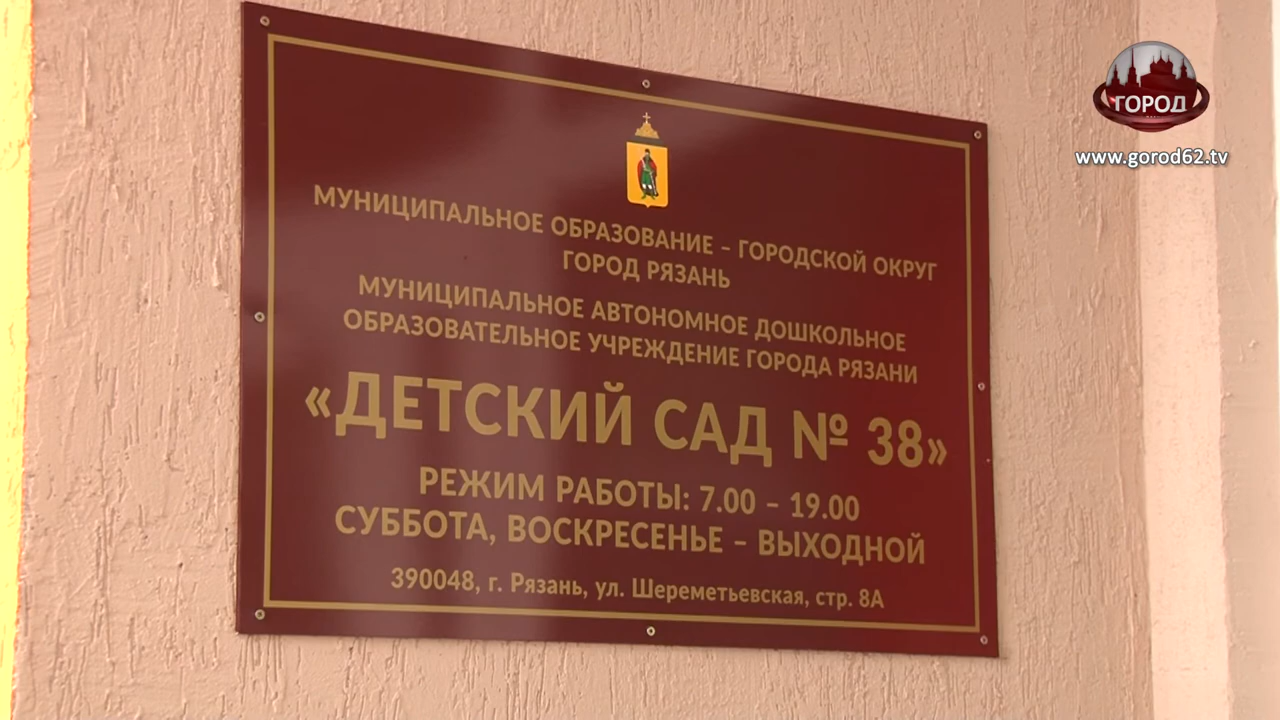 ГОРОД
www.gorod62.tv
МУНИЦИПАЛЬНОЕ ОБРАЗОВАНИЕ – ГОРОДСКОЙ ОКРУГ
ГОРОД РЯЗАНЬ
МУНИЦИПАЛЬНОЕ АВТОНОМНОЕ ДОШКОЛЬНОЕ
ОБРАЗОВАТЕЛЬНОЕ УЧРЕЖДЕНИЕ ГОРОДА РЯЗАНИ
«ДЕТСКИЙ САД № 38»
РЕЖИМ РАБОТЫ: 7.00 – 19.00
СУББОТА, ВОСКРЕСЕНЬЕ – ВЫХОДНОЙ
390048, г. Рязань, ул. Шереметьевская, стр. 8А